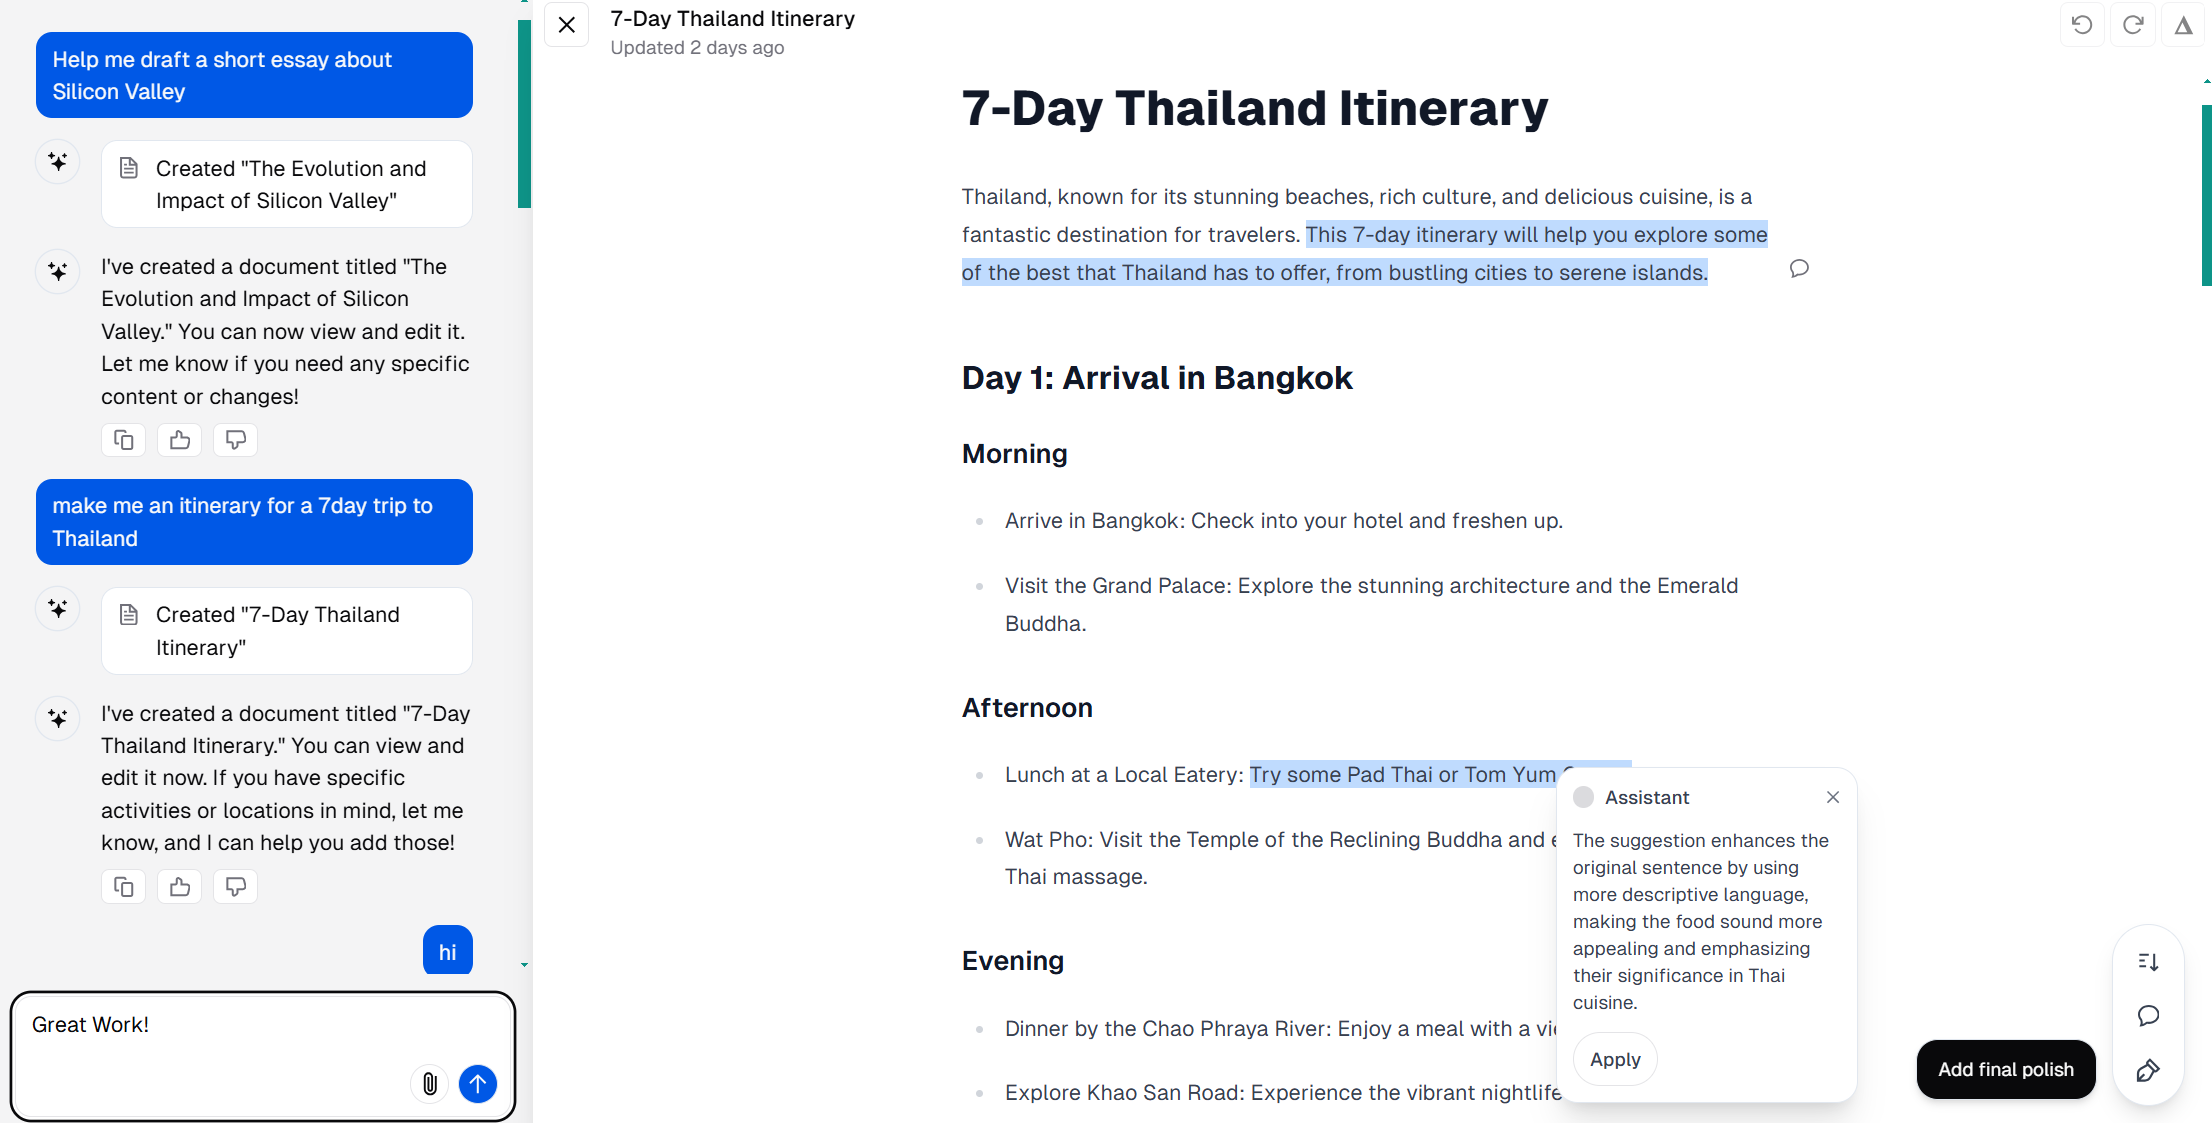 Help me draft a short essay about
Silicon Valley
Created "The Evolution and
Impact of Silicon Valley"
I've created a document titled "The
Evolution and Impact of Silicon
Valley." You can now view and edit it.
Let me know if you need any specific
content or changes!
make me an itinerary for a 7day trip to
Thailand
Created "7-Day Thailand
Itinerary"
I've created a document titled "7-Day
Thailand Itinerary." You can view and
edit it now. If you have specific
activities or locations in mind, let me
know, and I can help you add those!
hi
Great Work!
7-Day Thailand Itinerary
Updated 2 days ago
7-Day Thailand Itinerary
Thailand, known for its stunning beaches, rich culture, and delicious cuisine, is a
fantastic destination for travelers. This 7-day itinerary will help you explore some
of the best that Thailand has to offer, from bustling cities to serene islands.
Day 1: Arrival in Bangkok
Morning
Arrive in Bangkok: Check into your hotel and freshen up.
Visit the Grand Palace: Explore the stunning architecture and the Emerald
Buddha.
Afternoon
Lunch at a Local Eatery: Try some Pad Thai or Tom Yum
Wat Pho: Visit the Temple of the Reclining Buddha and
Thai massage.
Evening
Dinner by the Chao Phraya River: Enjoy a meal with a
Explore Khao San Road: Experience the vibrant nightlife
Assistant
The suggestion enhances the
original sentence by using
more descriptive language,
making the food sound more
appealing and emphasizing
their significance in Thai
cuisine.
Apply
Add final polish